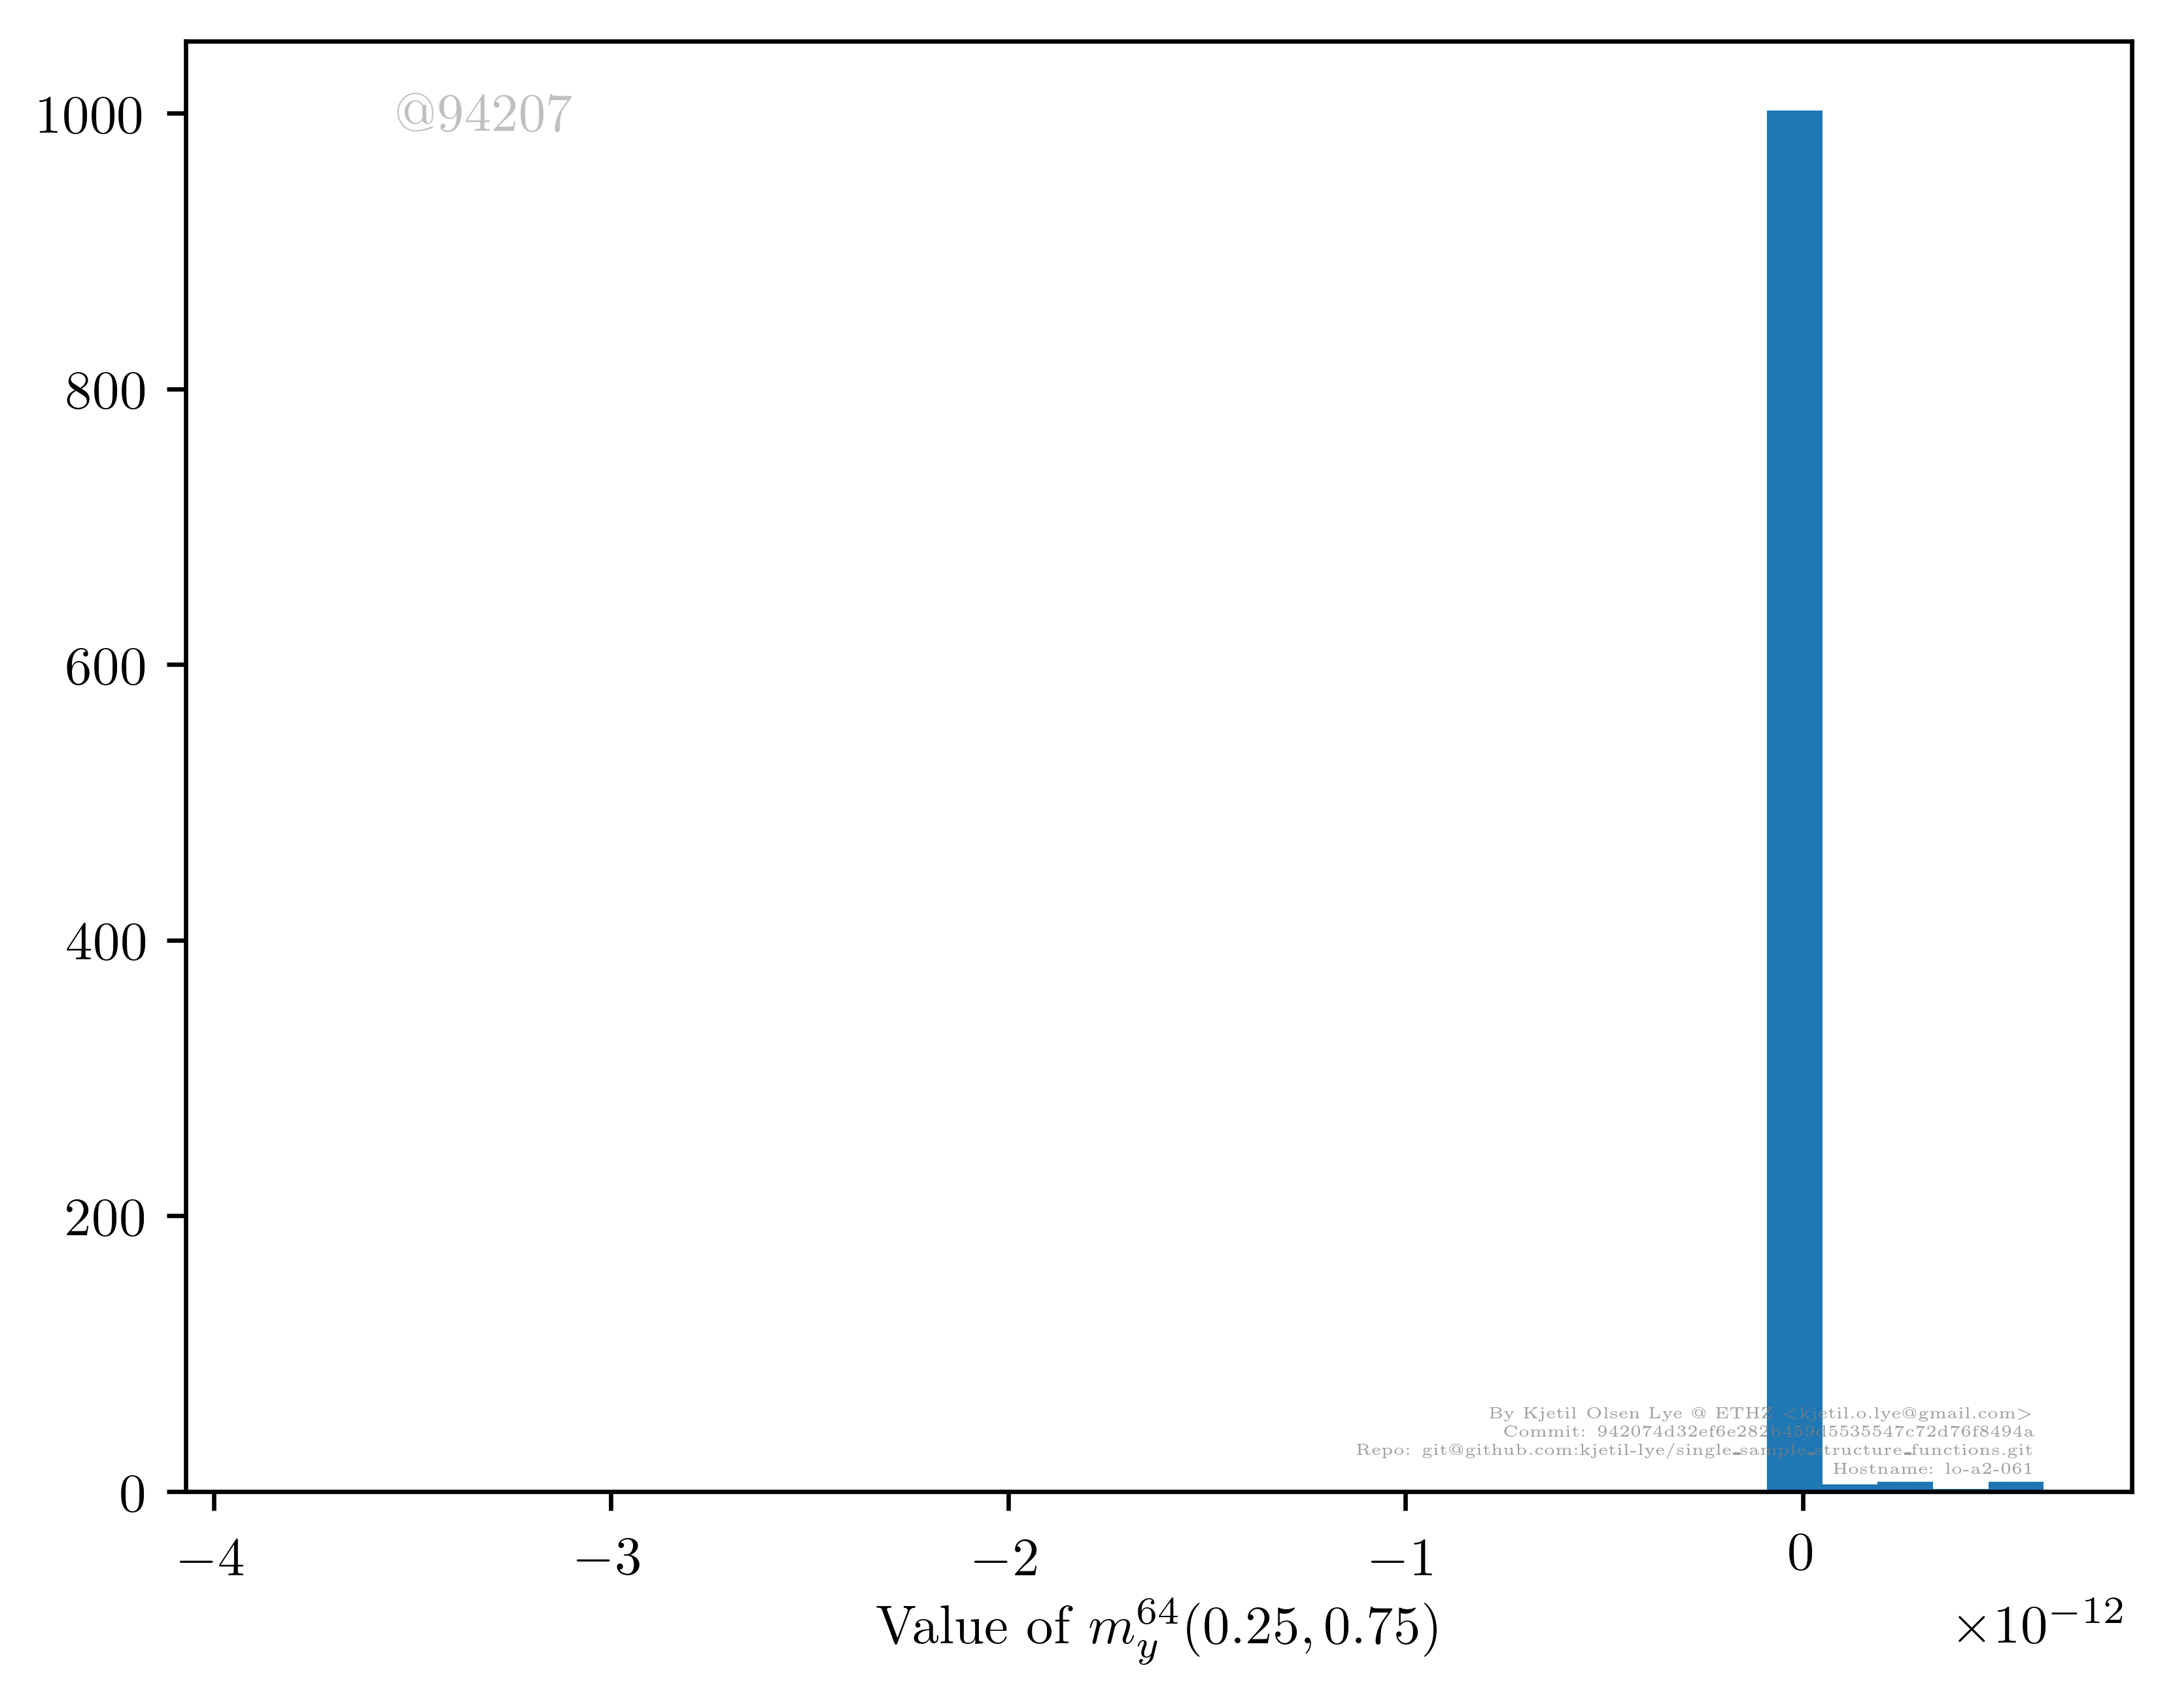 @94207
1000
800
600
400
200
0
By Kjetil Olsen Lye @ ETHZ <kjetil.o.lye@gmail.com>
Commit: 942074d32ef6e282b459d5535547c72d76f8494a
Repo: git@github.com:kjetil-lye/single_sample_structure_functions.git
Hostname: lo-a2-061
−4 −3 −2 −1 0
×10⁻¹²
Value of $m_y^{64}(0.25, 0.75)$